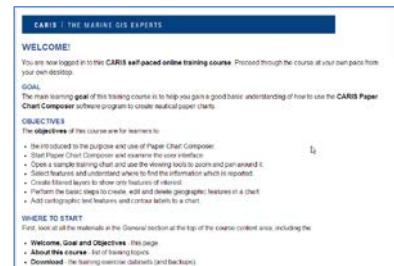 CARIS | THE MARINE GIS EXPERTS
WELCOME!
You are now logged in to this CARIS self-paced online training course. Proceed through the course at your own pace from
your own desktop.
GOAL
The main learning goal of this training course is to help you gain a good basic understanding of how to use the CARIS Paper
Chart Composer software program to create nautical paper charts.
OBJECTIVES
The objectives of this course are for learners to:
• Be introduced to the purpose and use of Paper Chart Composer.
• Start Paper Chart Composer and examine the user interface.
• Open a sample training chart and use the viewing tools to zoom and pan around it.
• Select features and understand where to find the information which is reported.
• Create filtered layers to show only features of interest.
• Perform the basic steps to create, edit and delete geographic features in a chart.
• Add cartographic text features and contour labels to a chart.
WHERE TO START
First, look at all the materials in the General section at the top of the course content area, including the
• Welcome, Goal and Objectives - this page
• About this course - list of training topics
• Download - the training exercise datasets (and backups)